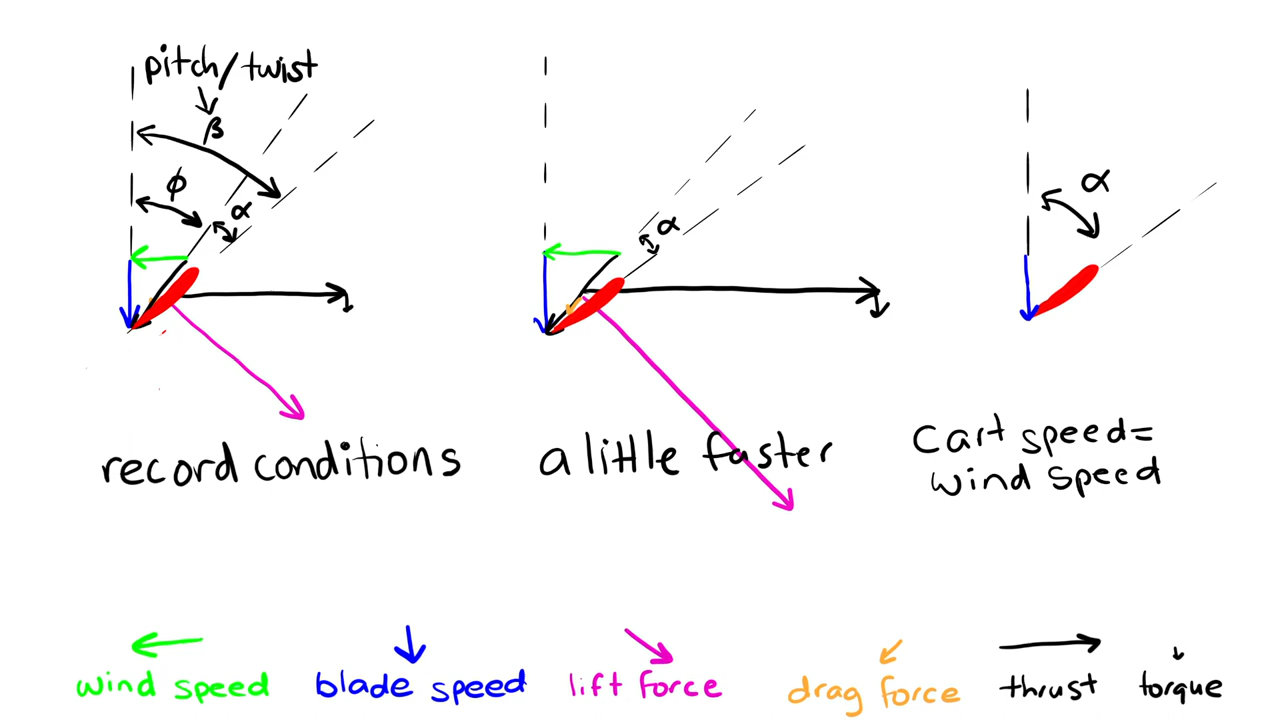 pitch/twist
β
ϕ
α
α
α
record conditions
a little faster
cart speed=
wind speed
wind speed
blade speed
lift force
drag force
thrust
torque